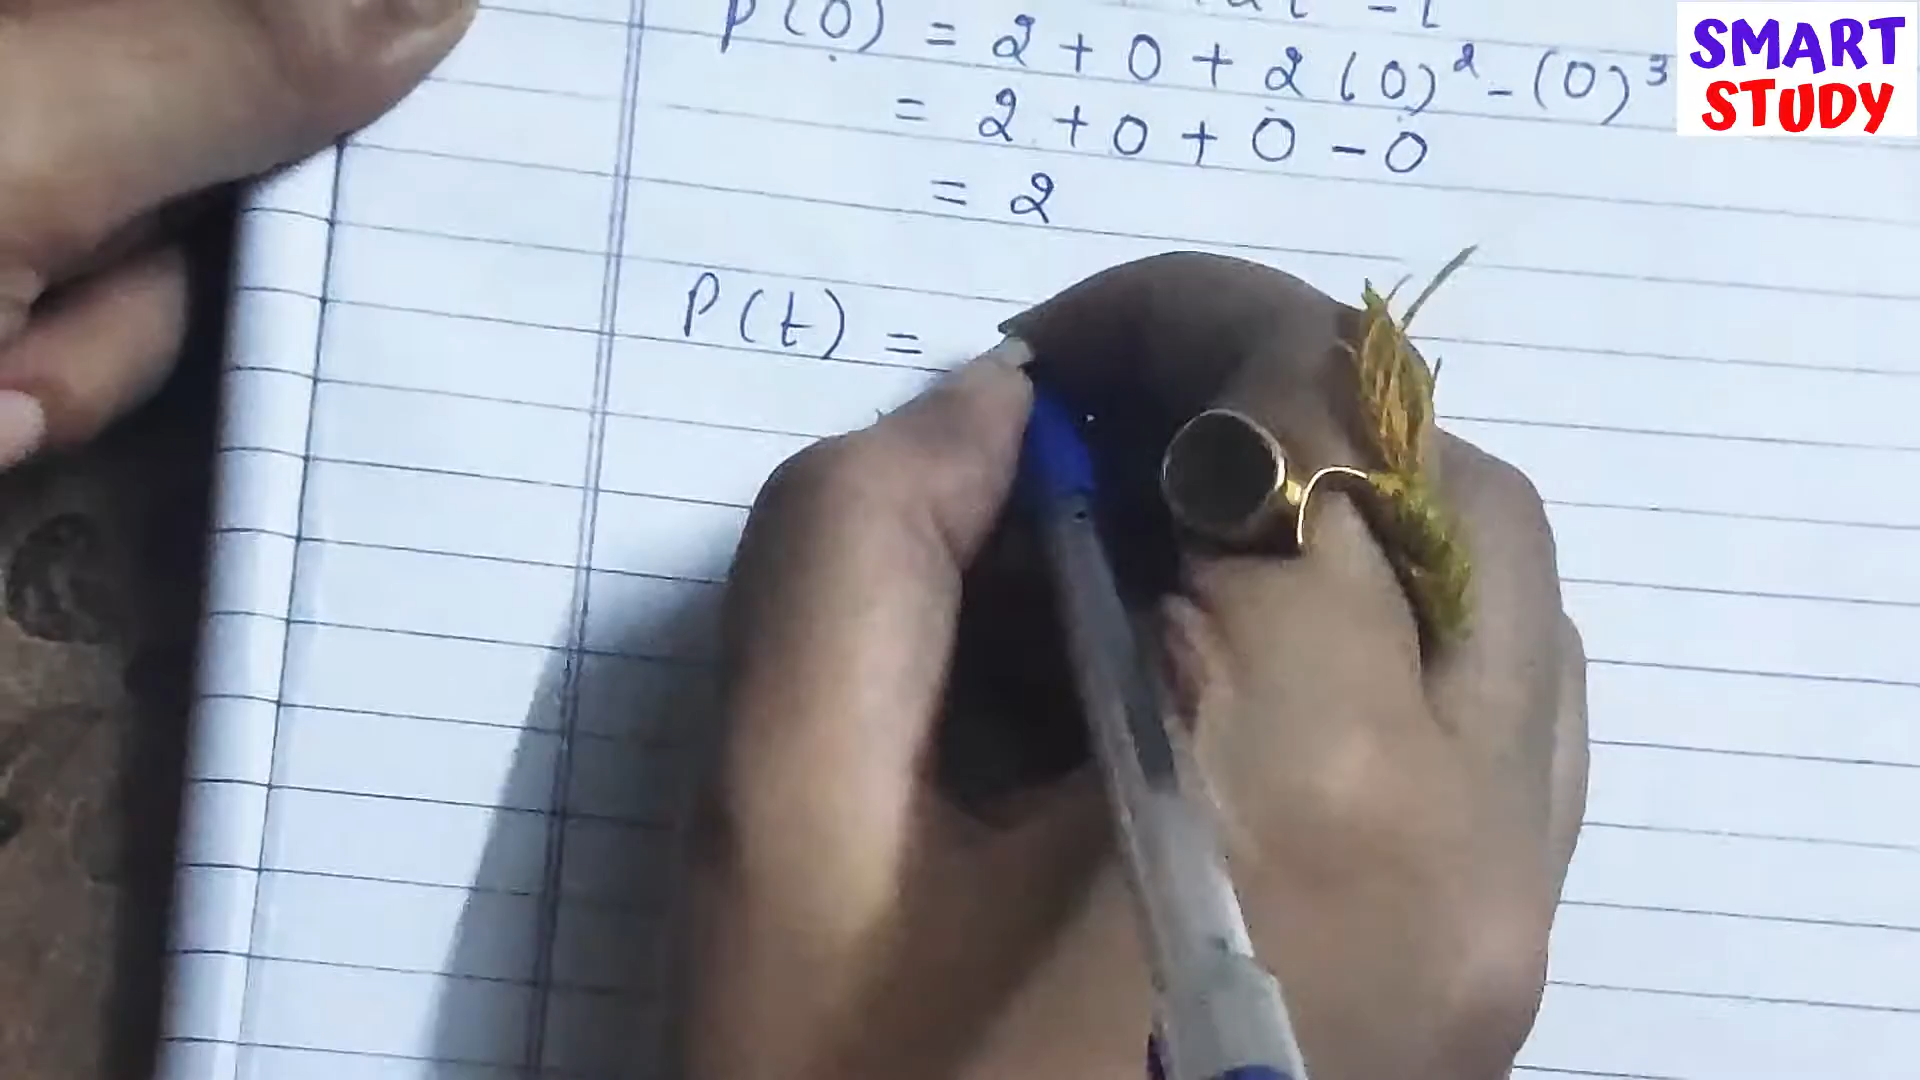 P(0) = 2 + 0 + 2(0)² - (0)³
= 2 + 0 + 0 - 0
= 2
P(t) =
SMART
STUDY